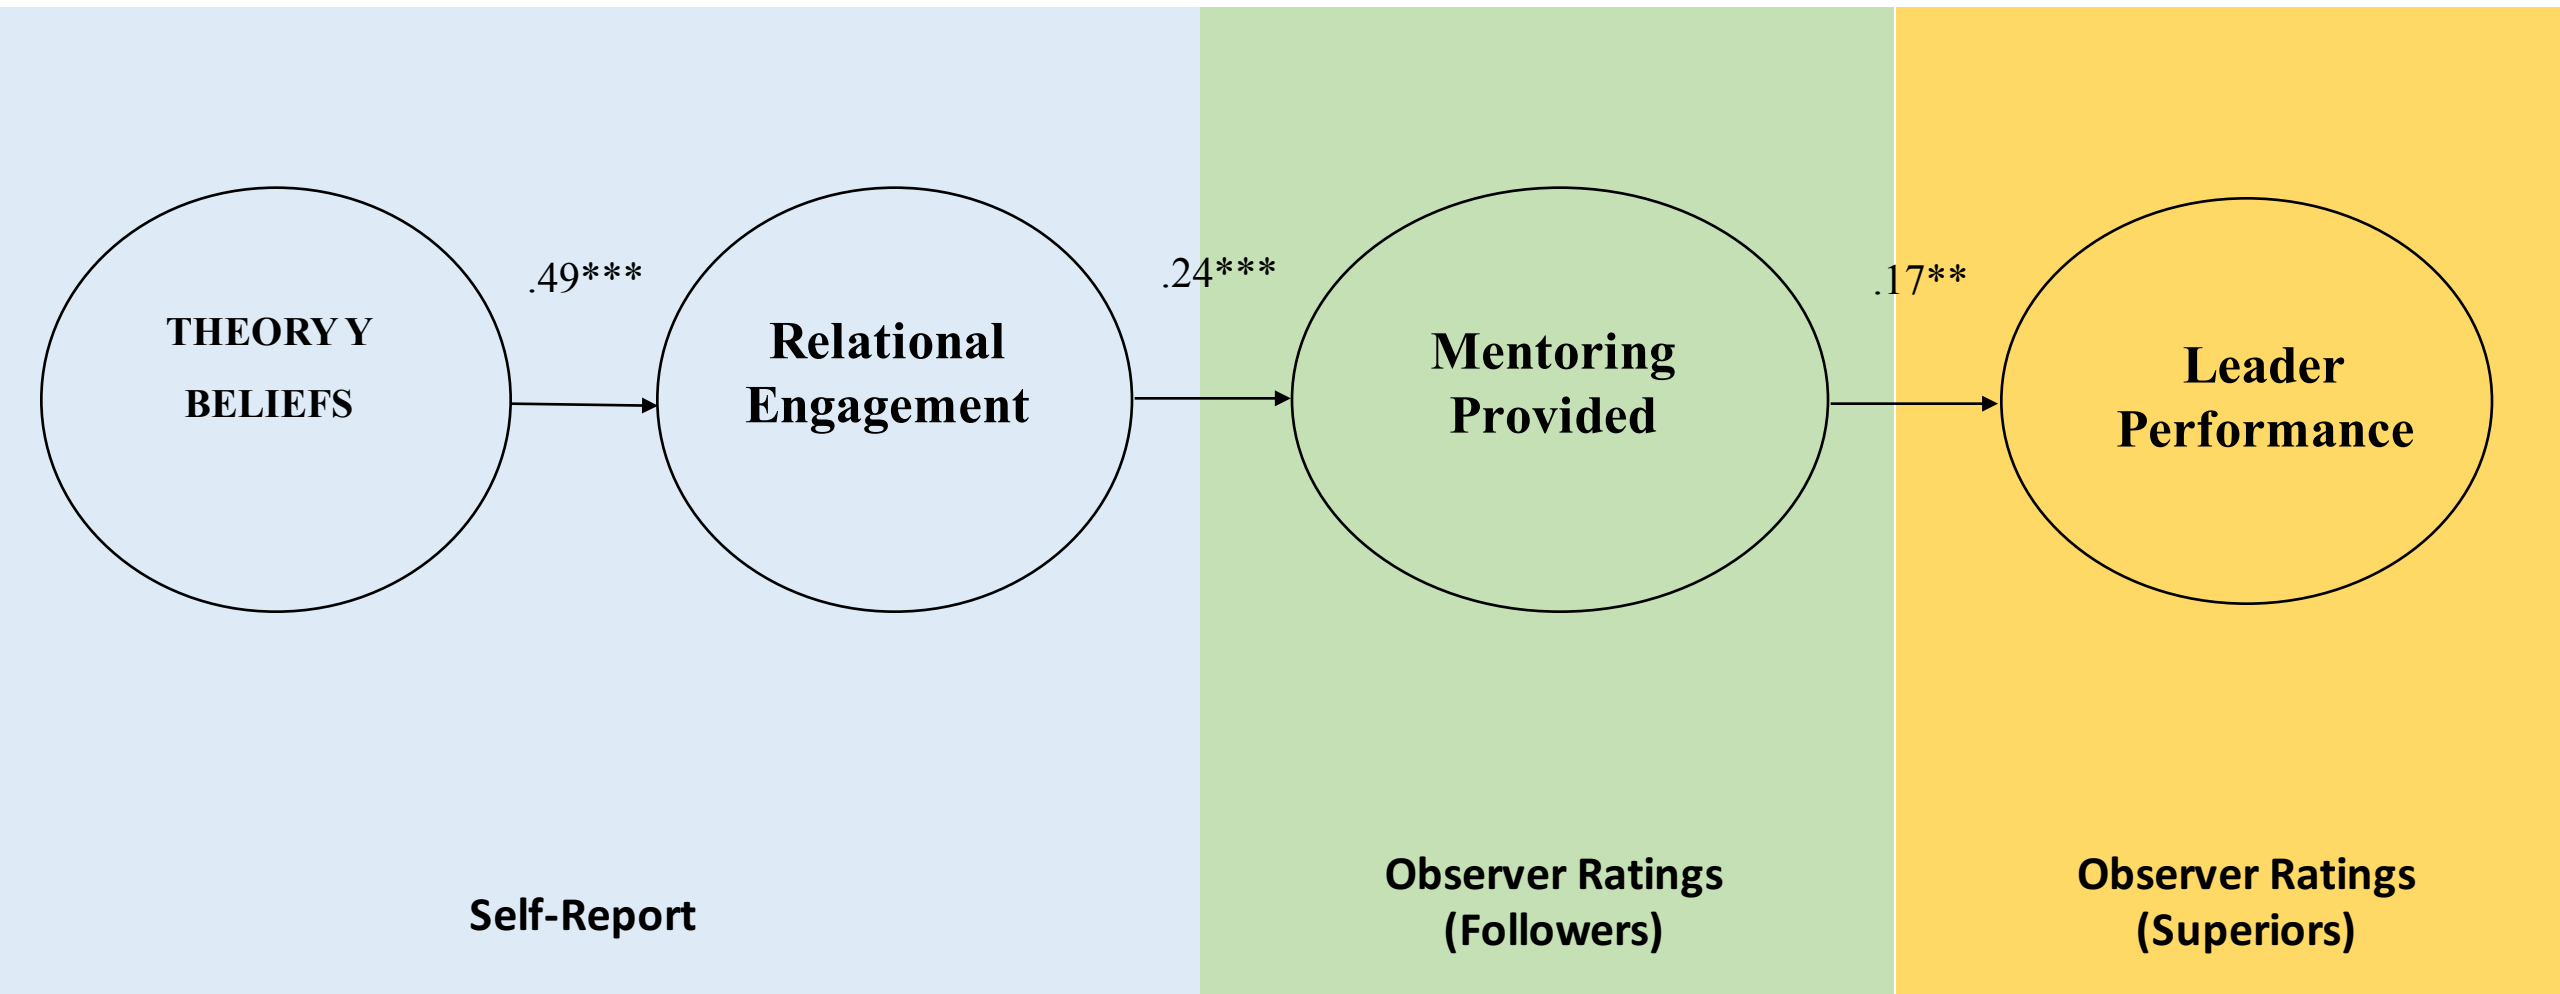 .49***
.24***
.17**
THEORY Y
BELIEFS
Relational
Engagement
Mentoring
Provided
Leader
Performance
Self-Report
Observer Ratings
(Followers)
Observer Ratings
(Superiors)